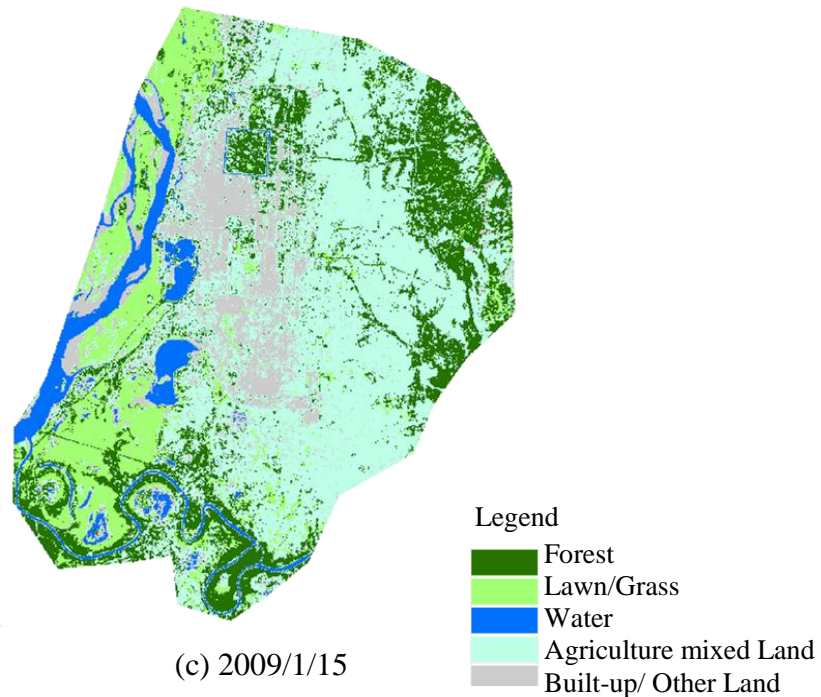 Legend
Forest
Lawn/Grass
Water
Agriculture mixed Land
Built-up/ Other Land
(c) 2009/1/15